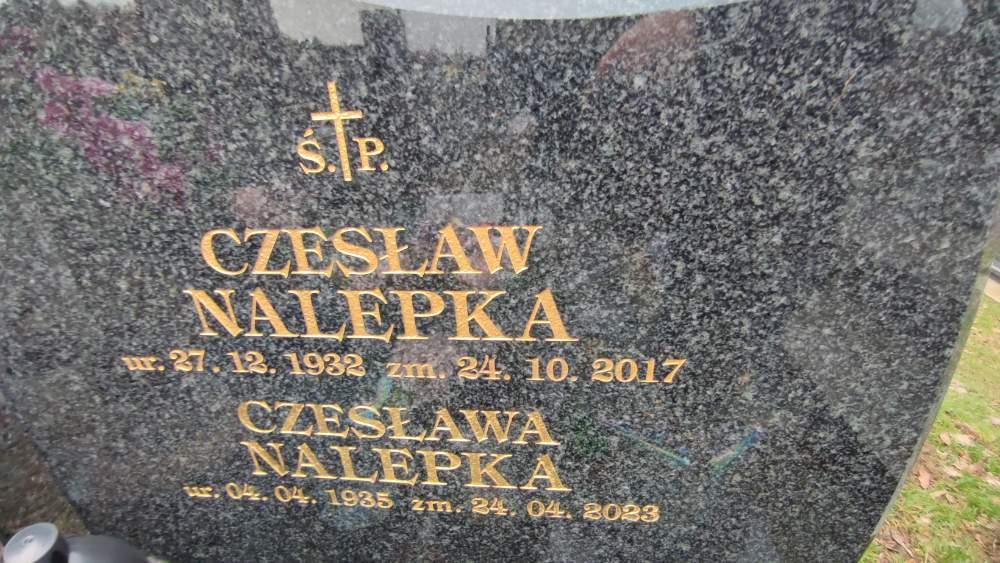 Ś. P.
CZESŁAW
NALEPKA
ur. 27. 12. 1932 zm. 24. 10. 2017
CZESŁAWA
NALEPKA
ur. 04. 04. 1935 zm. 24. 04. 2023